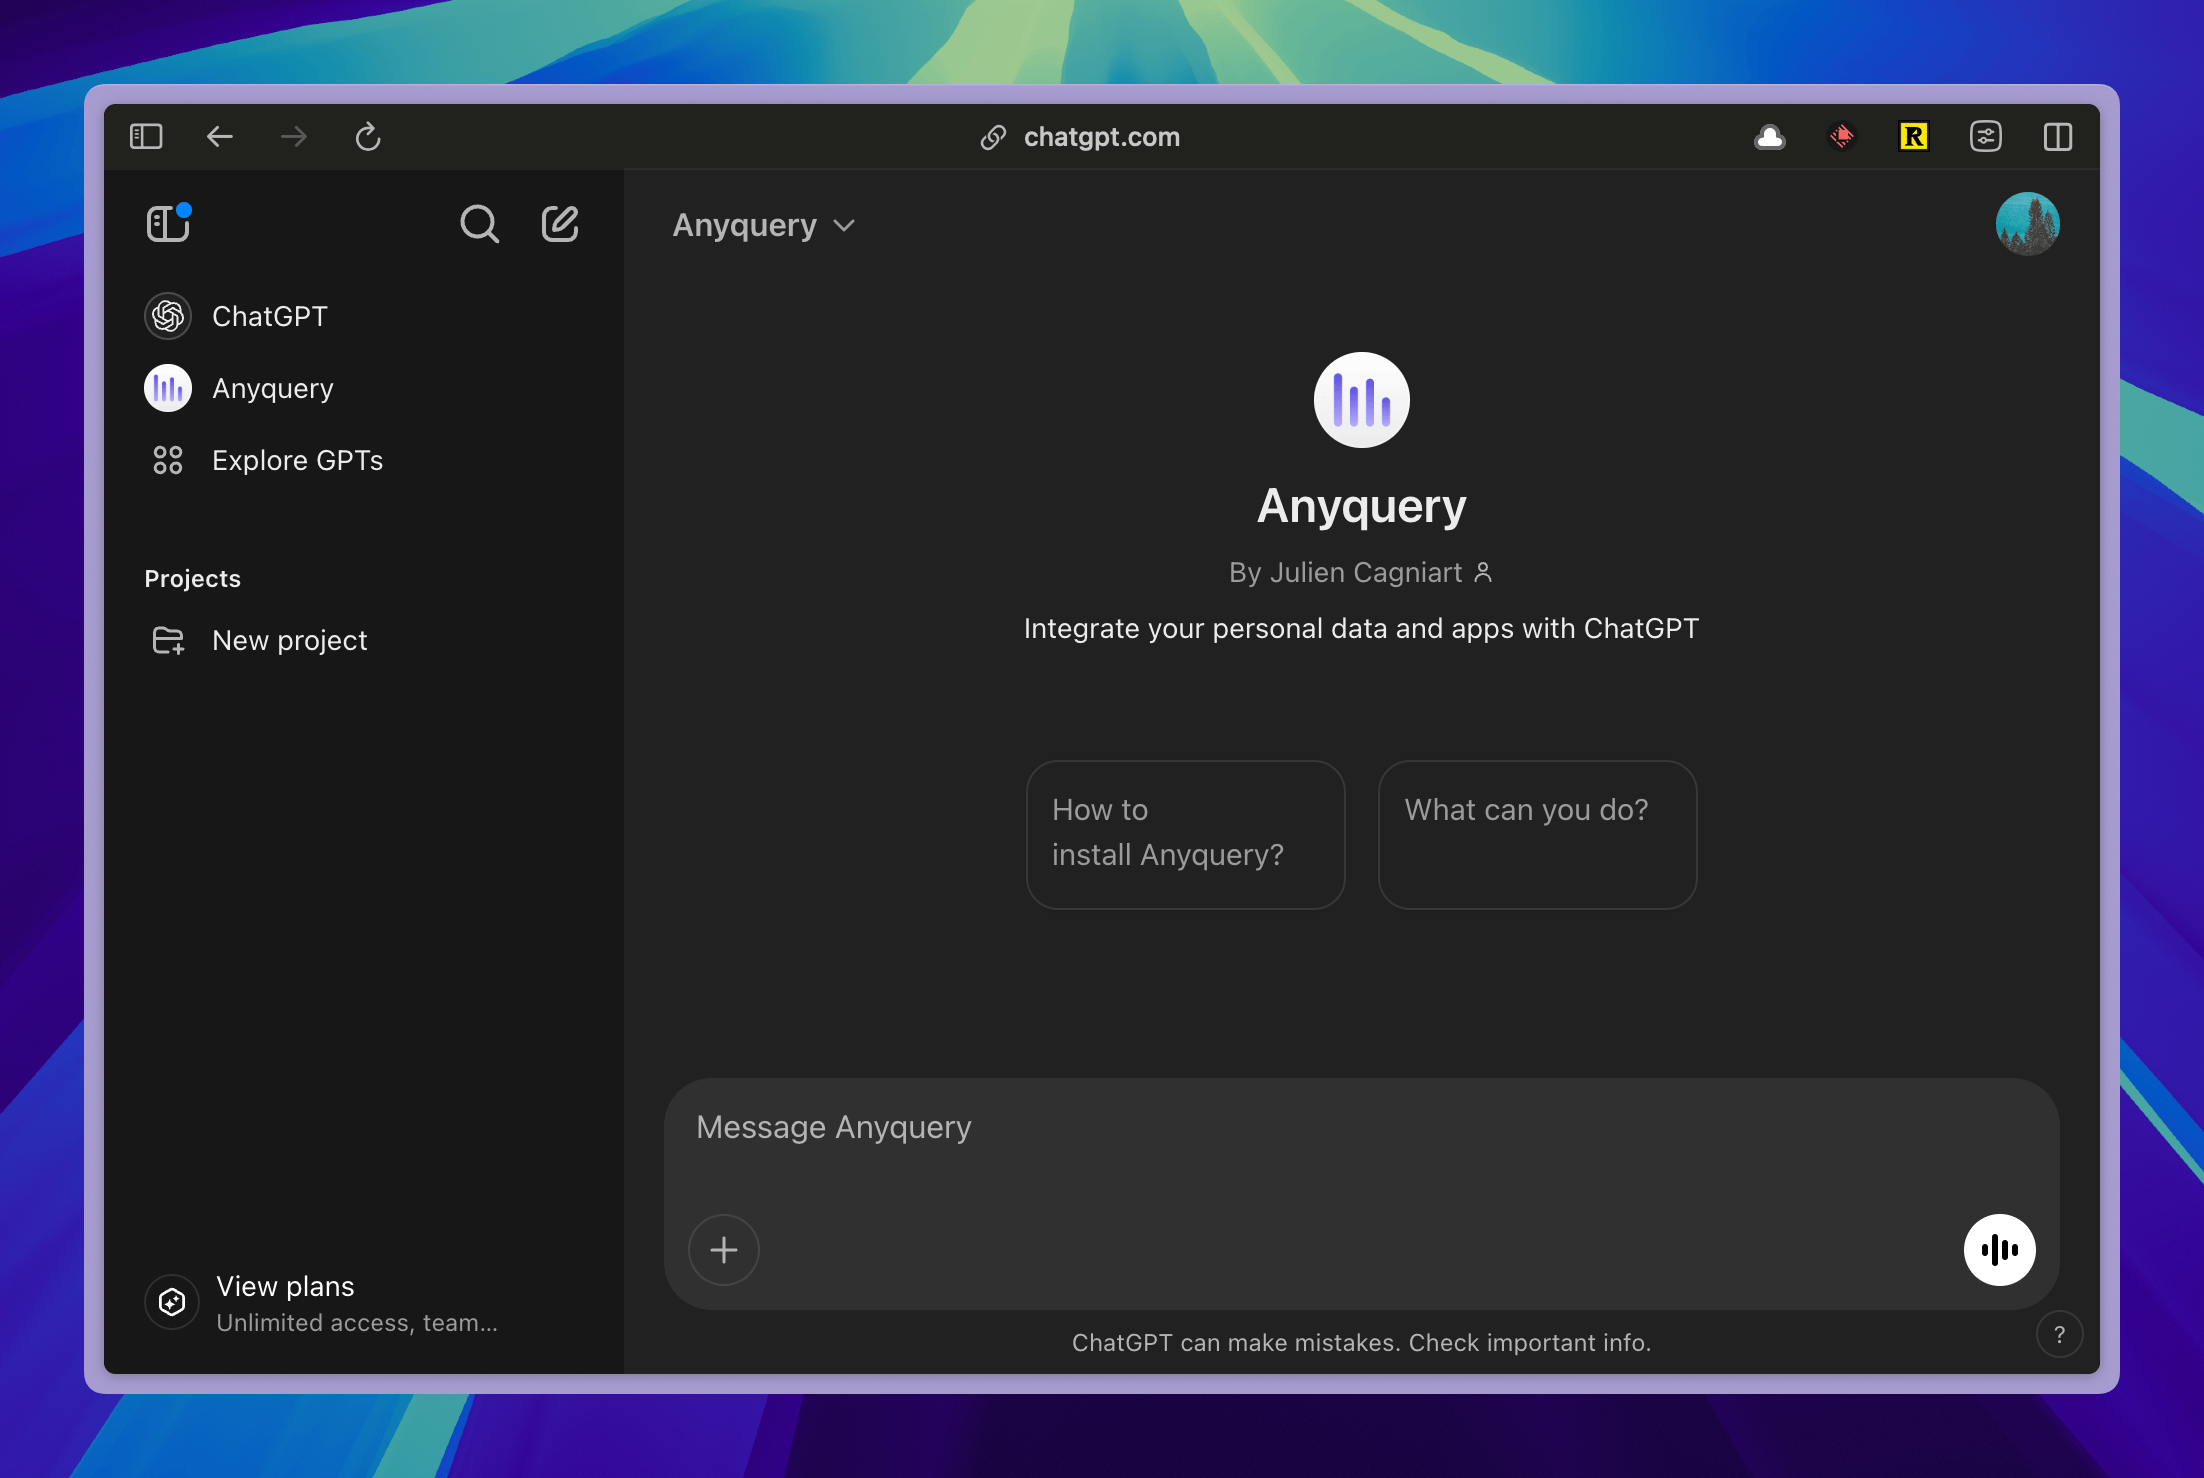 chatgpt.com
R
ChatGPT
Anyquery
Explore GPTs
Projects
New project
View plans
Unlimited access, team...
Anyquery
Anyquery
By Julien Cagniart
Integrate your personal data and apps with ChatGPT
How to
install Anyquery?
What can you do?
Message Anyquery
ChatGPT can make mistakes. Check important info.
?